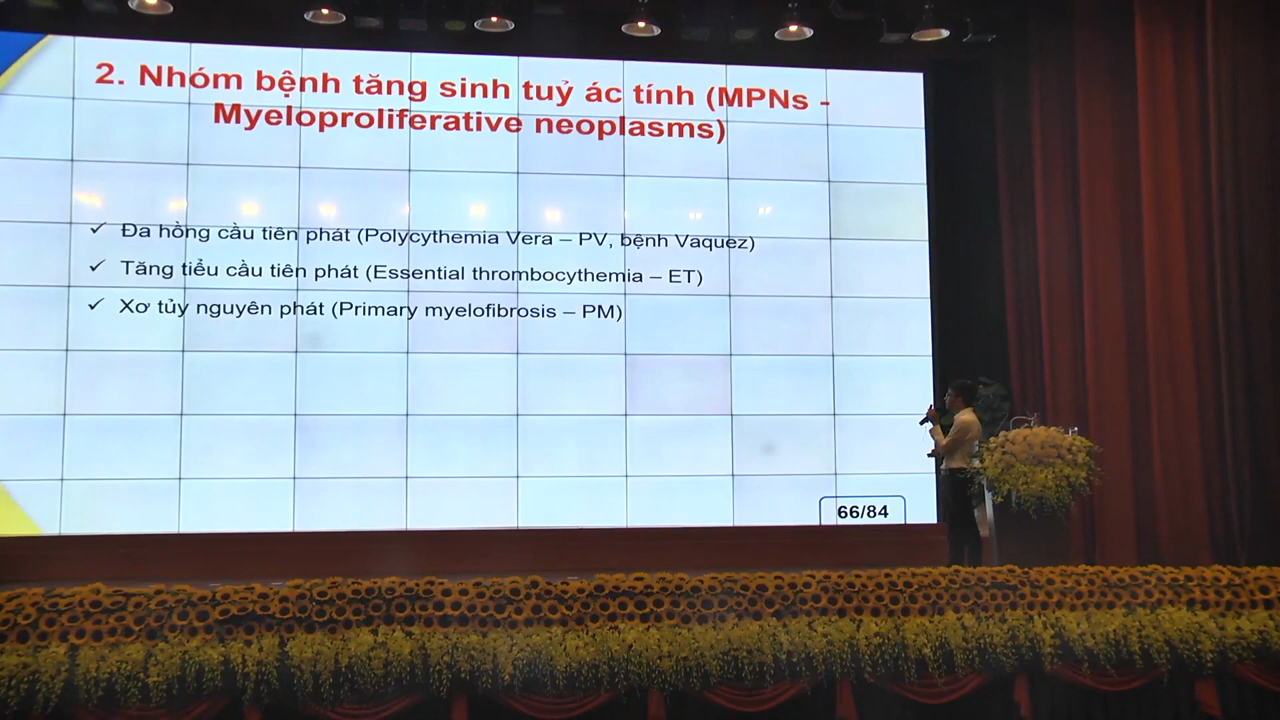 2. Nhóm bệnh tăng sinh tuỷ ác tính (MPNs -
Myeloproliferative neoplasms)
✓ Đa hồng cầu tiên phát (Polycythemia Vera – PV, bệnh Vaquez)
✓ Tăng tiểu cầu tiên phát (Essential thrombocythemia – ET)
✓ Xơ tủy nguyên phát (Primary myelofibrosis – PM)
66/84